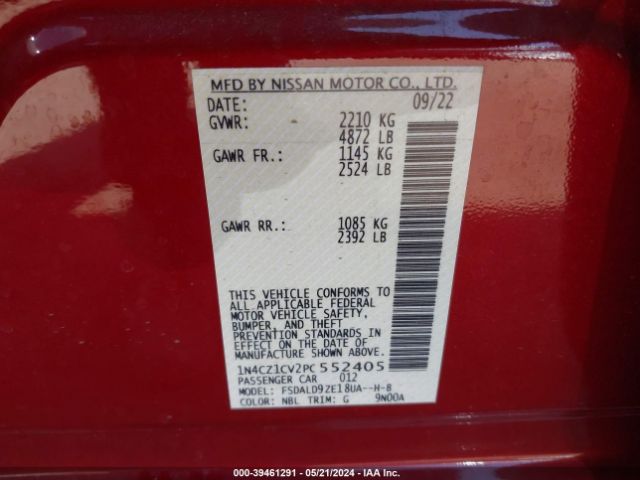 MFD BY NISSAN MOTOR CO., LTD.
DATE: 09/22
GVWR: 2210 KG
4872 LB
GAWR FR.: 1145 KG
2524 LB
GAWR RR.: 1085 KG
2392 LB
THIS VEHICLE CONFORMS TO
ALL APPLICABLE FEDERAL
MOTOR VEHICLE SAFETY,
BUMPER, AND THEFT
PREVENTION STANDARDS IN
EFFECT ON THE DATE OF
MANUFACTURE SHOWN ABOVE.
1N4CZ1CV2PC552405
PASSENGER CAR 012
MODEL: FSDALD9ZE18UA--H-8
COLOR: NBL TRIM: G 9N00A
000-39461291 - 05/21/2024 - IAA Inc.